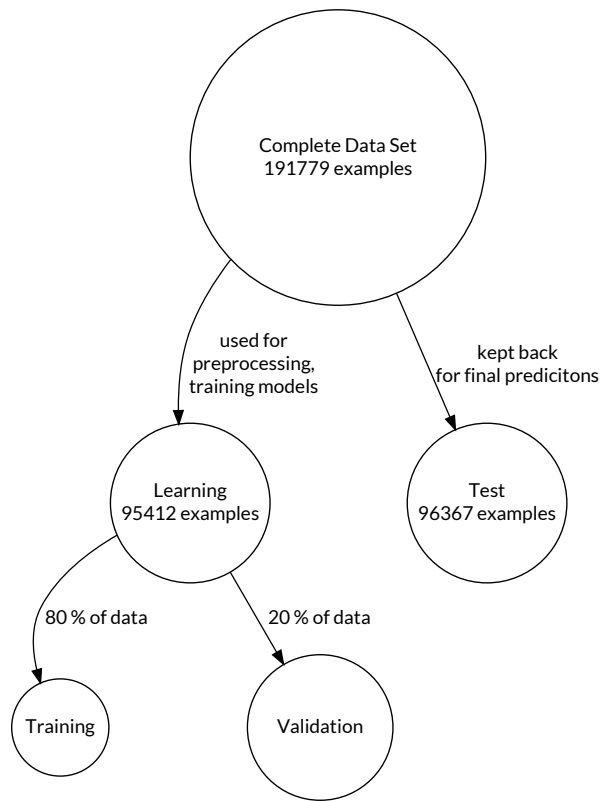 Complete Data Set
191779 examples
used for
preprocessing,
training models
kept back
for final predicitons
Learning
95412 examples
Test
96367 examples
80 % of data
20 % of data
Training
Validation